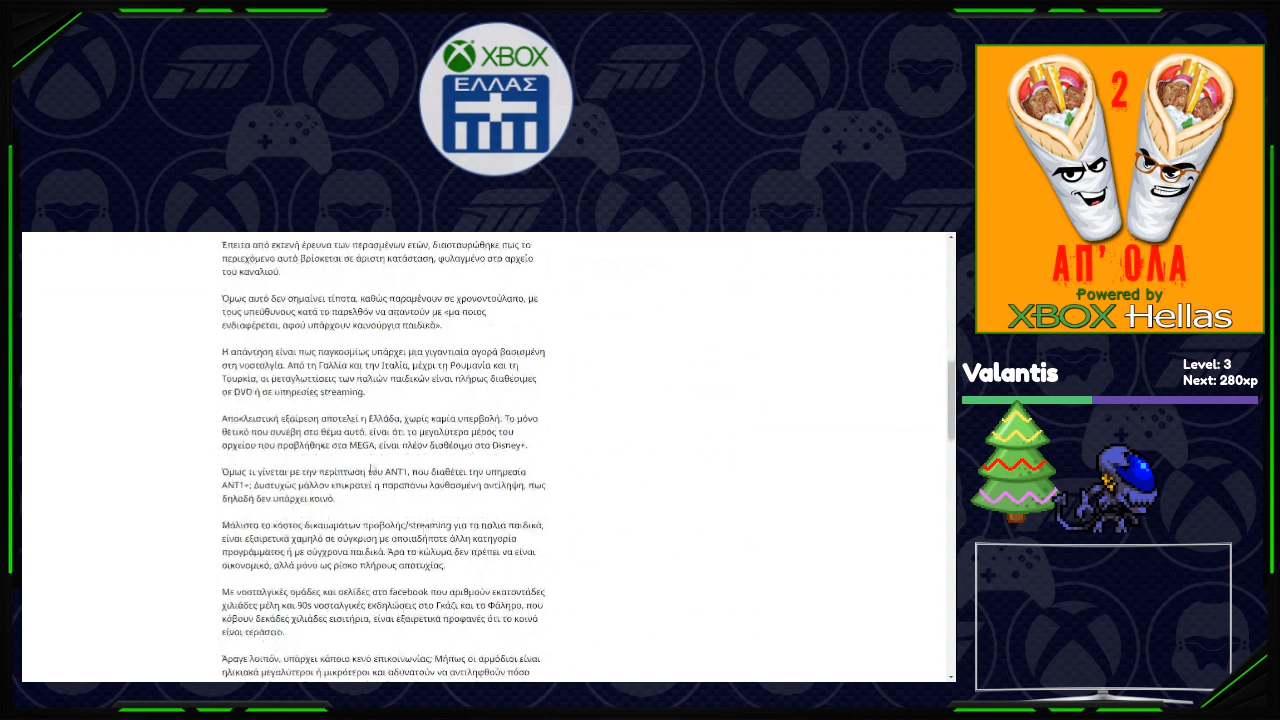 XBOX
ΕΛΛΑΣ
2
ΑΠ' ΟΛΑ
Powered by
XBOX Hellas
Έπειτα από εκτενή έρευνα των περασμένων ετών, διασταυρώθηκε πως το
περιεχόμενο αυτό βρίσκεται σε άριστη κατάσταση, φυλαγμένο στο αρχείο
του καναλιού.
Όμως αυτό δεν σημαίνει τίποτα, καθώς παραμένουν σε χρονοντούλαπο, με
τους υπεύθυνους κατά το παρελθόν να απαντούν με «μα ποιος
ενδιαφέρεται, αφού υπάρχουν καινούργια παιδικά».
Η απάντηση είναι πως παγκοσμίως υπάρχει μια γιγαντιαία αγορά βασισμένη
στη νοσταλγία. Από τη Γαλλία και την Ιταλία, μέχρι τη Ρουμανία και τη
Τουρκία, οι μεταγλωττίσεις των παλιών παιδικών είναι πλήρως διαθέσιμες
σε DVD ή σε υπηρεσίες streaming.
Αποκλειστική εξαίρεση αποτελεί η Ελλάδα, χωρίς καμία υπερβολή. Το μόνο
θετικό που συνέβη στο θέμα αυτό, είναι ότι το μεγαλύτερο μέρος του
αρχείου που προβλήθηκε στο MEGA, είναι πλέον διαθέσιμο στο Disney+.
Όμως τι γίνεται με την περίπτωση του ΑΝΤ1, που διαθέτει την υπηρεσία
ΑΝΤ1+; Δυστυχώς μάλλον επικρατεί η παραπάνω λανθασμένη αντίληψη, πως
δηλαδή δεν υπάρχει κοινό.
Μάλιστα το κόστος δικαιωμάτων προβολής/streaming για τα παλιά παιδικά,
είναι εξαιρετικά χαμηλό σε σύγκριση με οποιαδήποτε άλλη κατηγορία
προγράμματος ή με σύγχρονα παιδικά. Άρα το κώλυμα δεν πρέπει να είναι
οικονομικό, αλλά μόνο ως ρίσκο πλήρους αποτυχίας.
Με νοσταλγικές ομάδες και σελίδες στο facebook που αριθμούν εκατοντάδες
χιλιάδες μέλη και 90s νοσταλγικές εκδηλώσεις στο Γκάζι και το Φάληρο, που
κόβουν δεκάδες χιλιάδες εισιτήρια, είναι εξαιρετικά προφανές ότι το κοινό
είναι τεράστιο.
Άραγε λοιπόν, υπάρχει κάποιο κενό επικοινωνίας; Μήπως οι αρμόδιοι είναι
ηλικιακά μεγαλύτεροι ή μικρότεροι και αδυνατούν να αντιληφθούν πόσο
Valantis
Level: 3
Next: 280xp